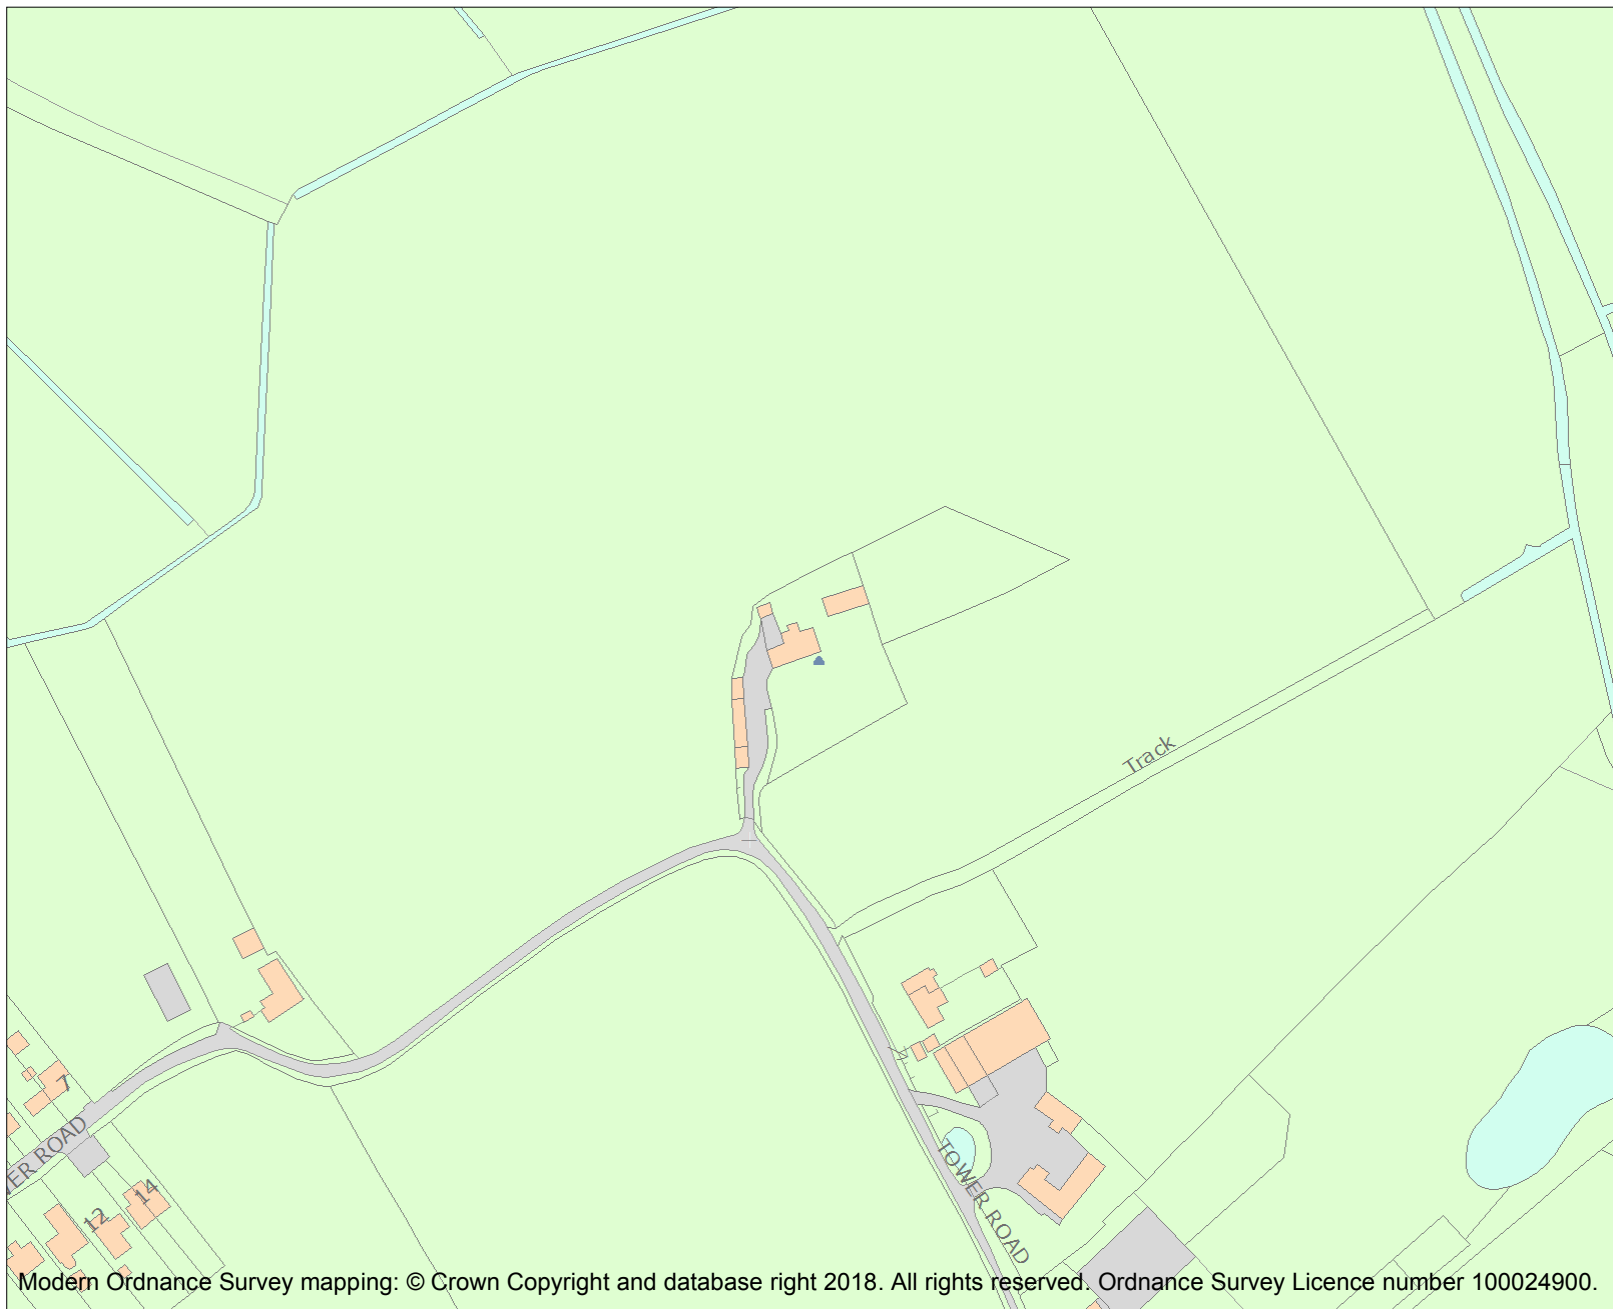 Track
7
WER ROAD
14
12
TOWER ROAD
Modern Ordnance Survey mapping: © Crown Copyright and database right 2018. All rights reserved. Ordnance Survey Licence number 100024900.